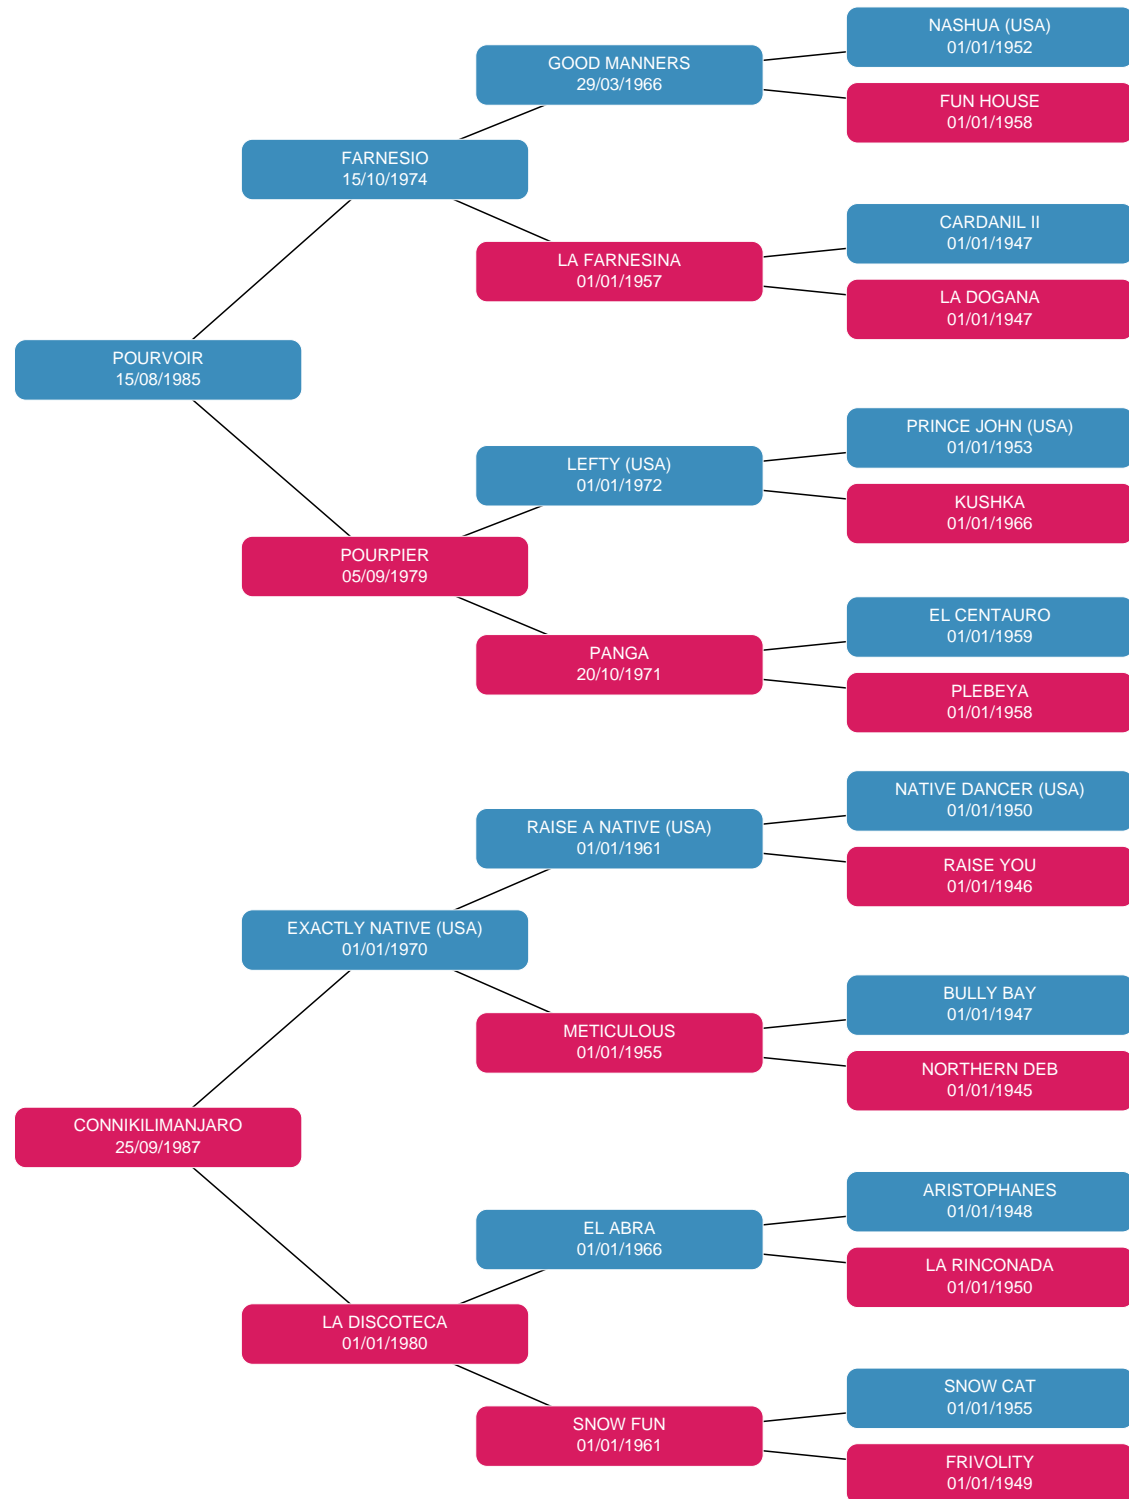 NASHUA (USA)
01/01/1952
GOOD MANNERS
29/03/1966
FUN HOUSE
01/01/1958
FARNESIO
15/10/1974
CARDANIL II
01/01/1947
LA FARNESINA
01/01/1957
LA DOGANA
01/01/1947
POURVOIR
15/08/1985
PRINCE JOHN (USA)
01/01/1953
LEFTY (USA)
01/01/1972
KUSHKA
01/01/1966
POURPIER
05/09/1979
EL CENTAURO
01/01/1959
PANGA
20/10/1971
PLEBEYA
01/01/1958
NATIVE DANCER (USA)
01/01/1950
RAISE A NATIVE (USA)
01/01/1961
RAISE YOU
01/01/1946
EXACTLY NATIVE (USA)
01/01/1970
BULLY BAY
01/01/1947
METICULOUS
01/01/1955
NORTHERN DEB
01/01/1945
CONNIKILIMANJARO
25/09/1987
ARISTOPHANES
01/01/1948
EL ABRA
01/01/1966
LA RINCONADA
01/01/1950
LA DISCOTECA
01/01/1980
SNOW CAT
01/01/1955
SNOW FUN
01/01/1961
FRIVOLITY
01/01/1949